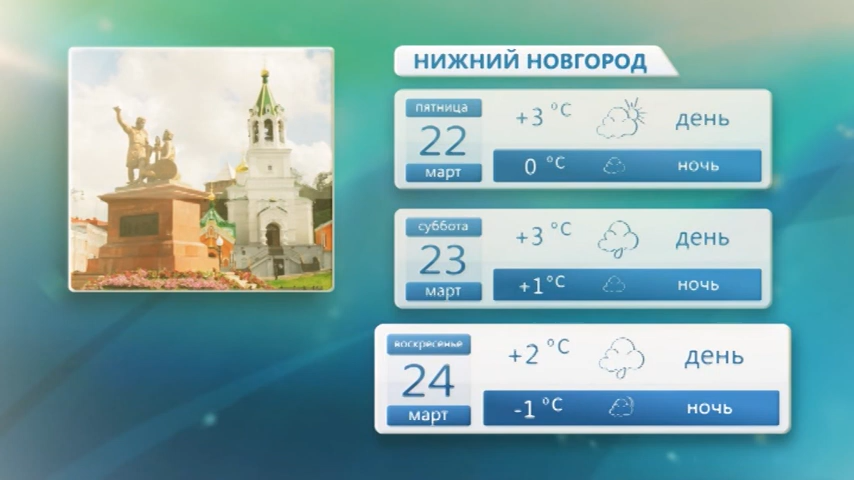 НИЖНИЙ НОВГОРОД
пятница
22
март
+3 °C
день
0 °C
ночь
суббота
23
март
+3 °C
день
+1°C
ночь
воскресенье
24
март
+2 °C
день
-1 °C
ночь